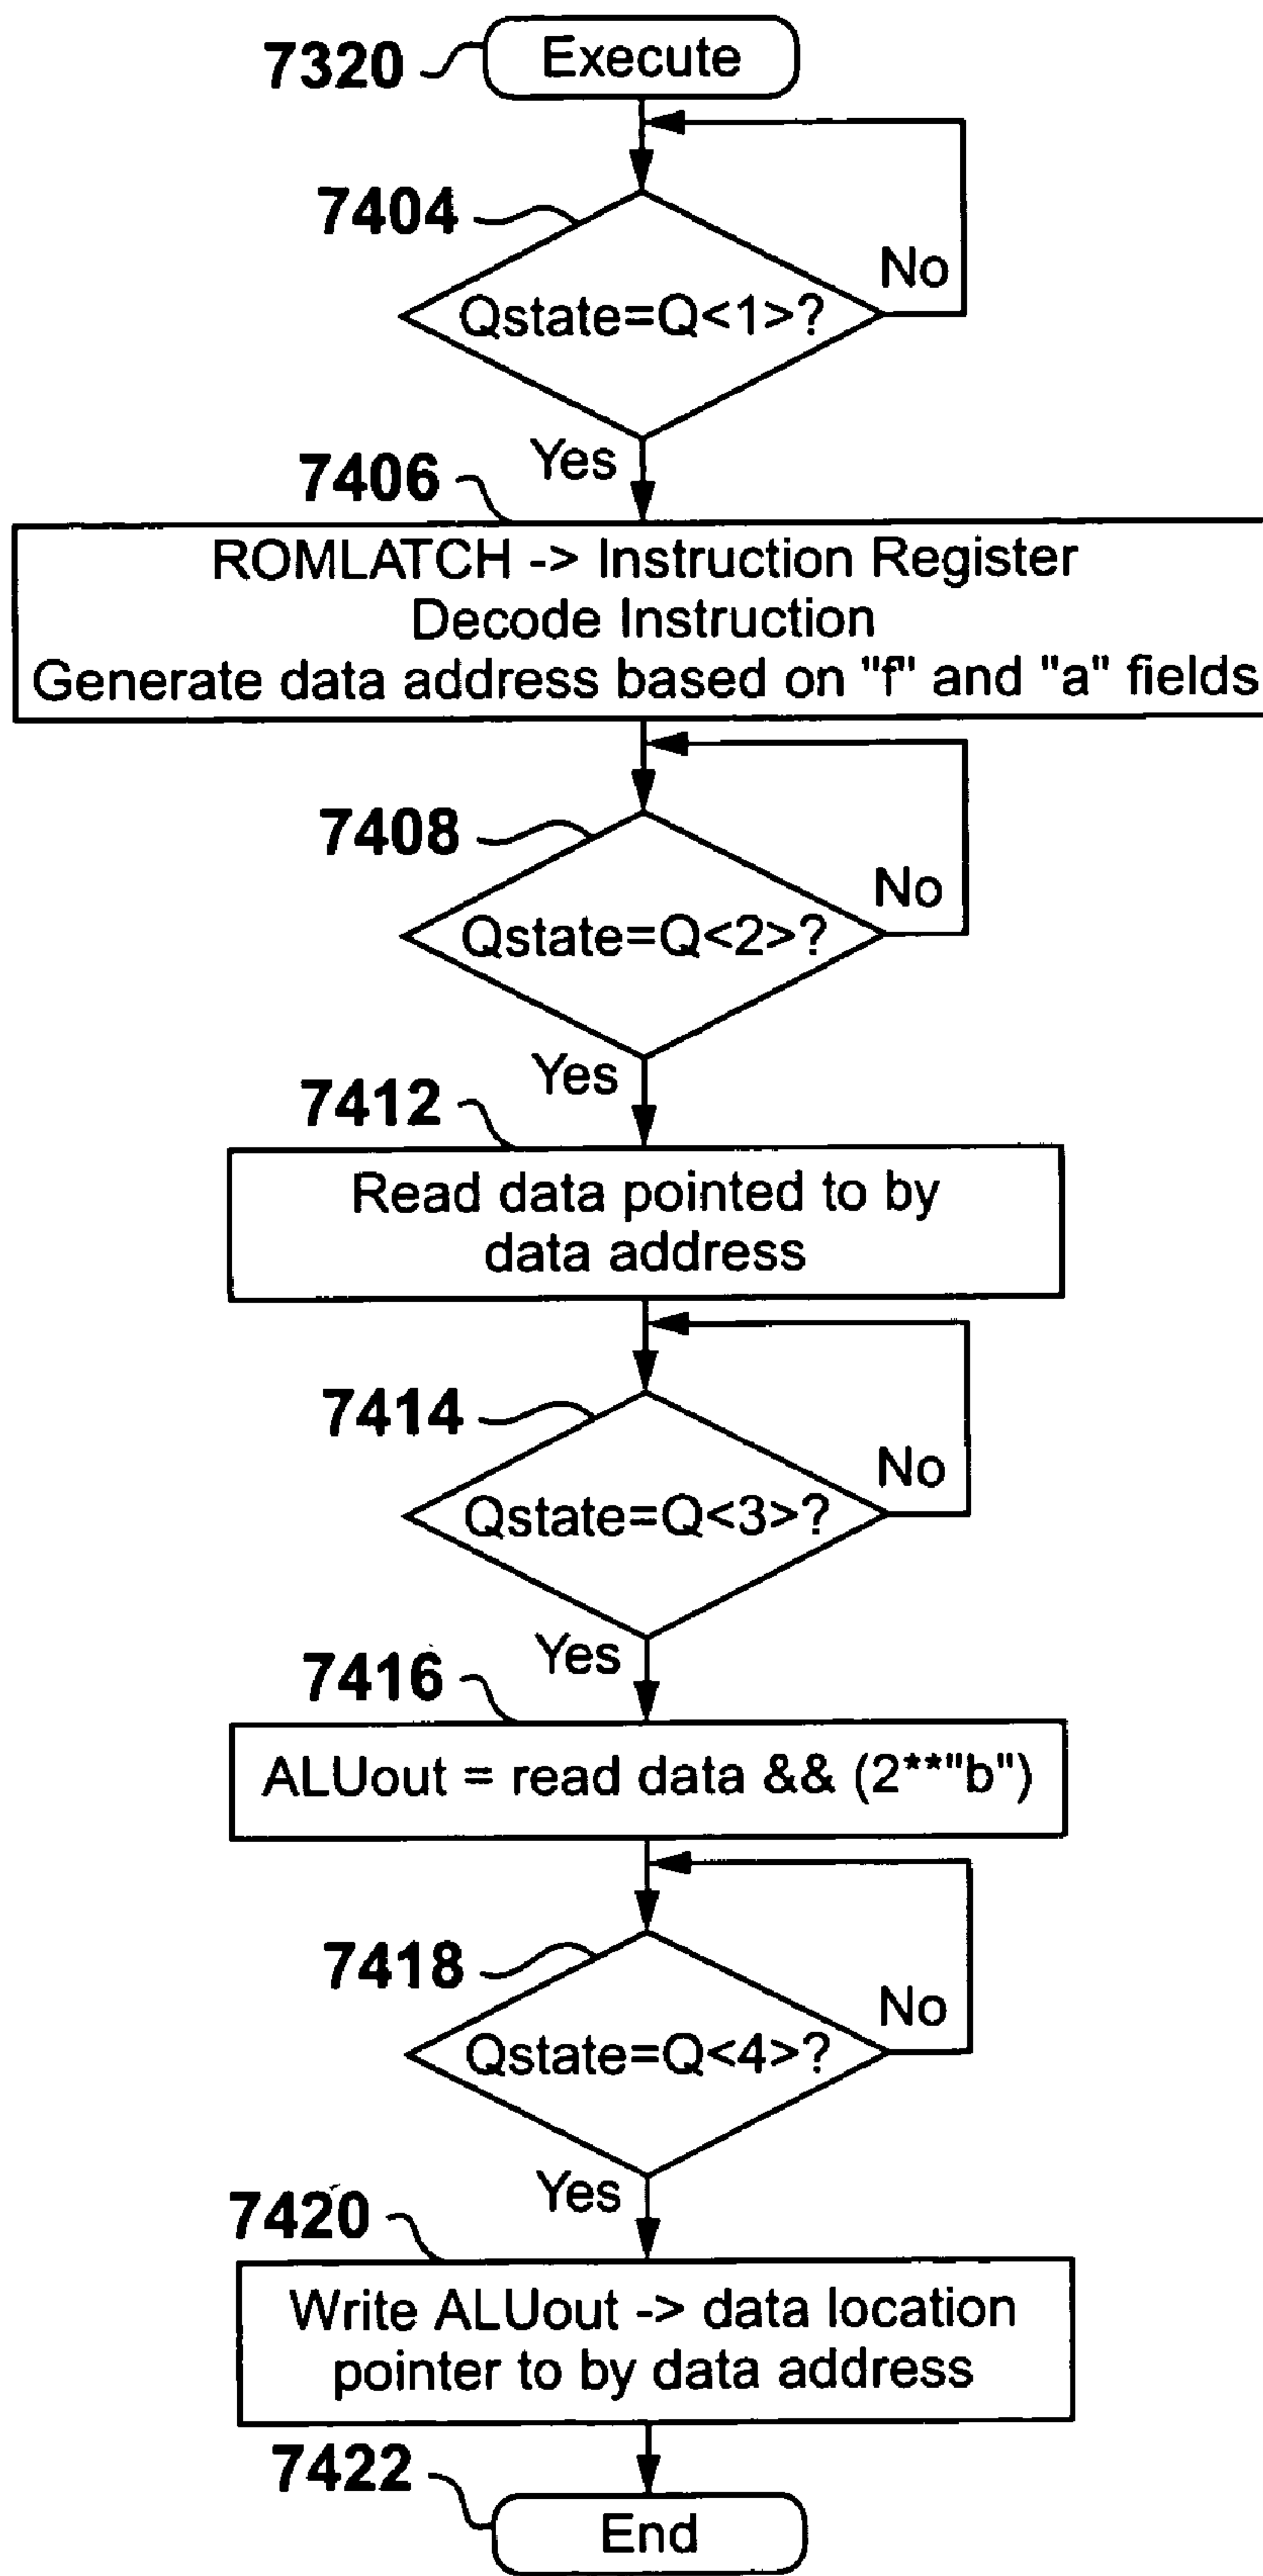 7320
Execute
7404
No
Qstate=Q<1>?
Yes
7406
ROMLATCH -> Instruction Register
Decode Instruction
Generate data address based on "f" and "a" fields
7408
No
Qstate=Q<2>?
Yes
7412
Read data pointed to by
data address
7414
No
Qstate=Q<3>?
Yes
7416
ALUout = read data && (2**"b")
7418
No
Qstate=Q<4>?
Yes
7420
Write ALUout -> data location
pointer to by data address
7422
End